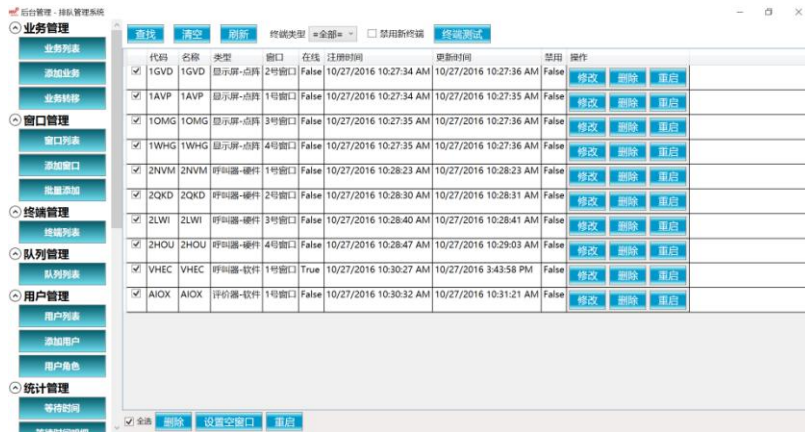 后台管理 - 排队管理系统
业务管理
业务列表
添加业务
业务转移
窗口管理
窗口列表
添加窗口
批量添加
终端管理
终端列表
队列管理
队列列表
用户管理
用户列表
添加用户
用户角色
统计管理
等待时间
等待时间明细
查找 清空 刷新 终端类型 =全部= 禁用新终端 终端测试
代码 名称 类型 窗口 在线 注册时间 更新时间 禁用 操作
1GVD 1GVD 显示屏-点阵 2号窗口 False 10/27/2016 10:27:34 AM 10/27/2016 10:27:36 AM False 修改 删除 重启
1AVP 1AVP 显示屏-点阵 1号窗口 False 10/27/2016 10:27:34 AM 10/27/2016 10:27:35 AM False 修改 删除 重启
1OMG 1OMG 显示屏-点阵 3号窗口 False 10/27/2016 10:27:35 AM 10/27/2016 10:27:36 AM False 修改 删除 重启
1WHG 1WHG 显示屏-点阵 4号窗口 False 10/27/2016 10:27:35 AM 10/27/2016 10:27:36 AM False 修改 删除 重启
2NVM 2NVM 呼叫器-硬件 1号窗口 False 10/27/2016 10:28:23 AM 10/27/2016 10:28:23 AM False 修改 删除 重启
2QKD 2QKD 呼叫器-硬件 2号窗口 False 10/27/2016 10:28:30 AM 10/27/2016 10:28:31 AM False 修改 删除 重启
2LWI 2LWI 呼叫器-硬件 3号窗口 False 10/27/2016 10:28:40 AM 10/27/2016 10:28:41 AM False 修改 删除 重启
2HOU 2HOU 呼叫器-硬件 4号窗口 False 10/27/2016 10:28:47 AM 10/27/2016 10:29:03 AM False 修改 删除 重启
VHEC VHEC 呼叫器-软件 1号窗口 True 10/27/2016 10:30:27 AM 10/27/2016 3:43:58 PM False 修改 删除 重启
AIOX AIOX 评价器-软件 1号窗口 False 10/27/2016 10:30:32 AM 10/27/2016 10:31:21 AM False 修改 删除 重启
全选 删除 设置空窗口 重启